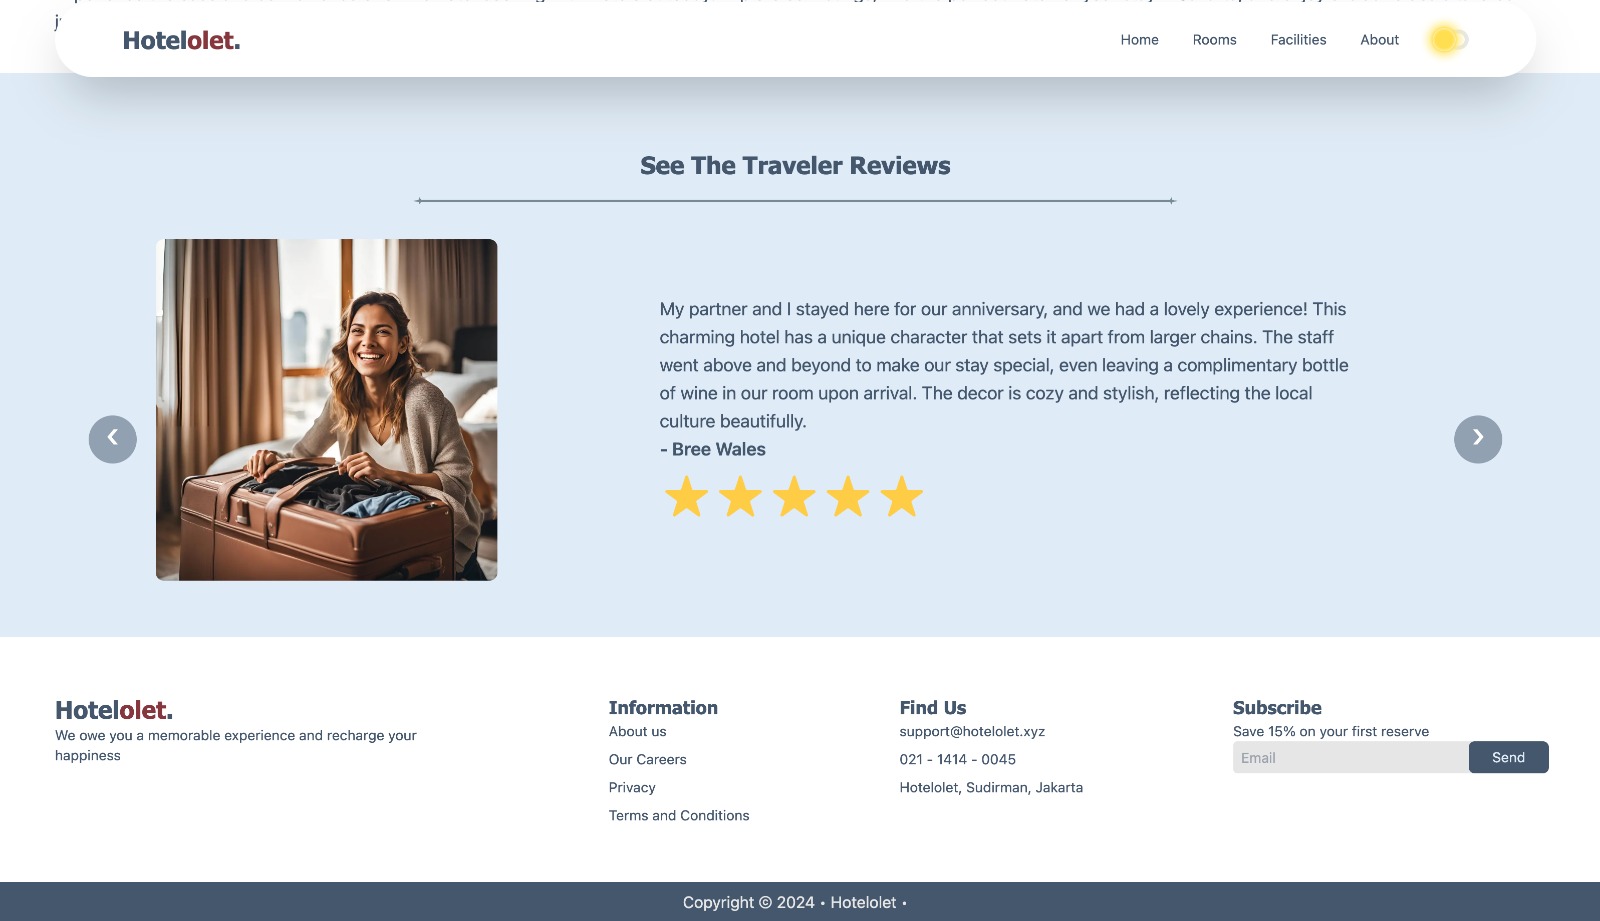 Hotelolet.
Home
Rooms
Facilities
About
See The Traveler Reviews
My partner and I stayed here for our anniversary, and we had a lovely experience! This
charming hotel has a unique character that sets it apart from larger chains. The staff
went above and beyond to make our stay special, even leaving a complimentary bottle
of wine in our room upon arrival. The decor is cozy and stylish, reflecting the local
culture beautifully.
- Bree Wales
Hotelolet.
We owe you a memorable experience and recharge your
happiness
Information
About us
Our Careers
Privacy
Terms and Conditions
Find Us
support@hotelolet.xyz
021 - 1414 - 0045
Hotelolet, Sudirman, Jakarta
Subscribe
Save 15% on your first reserve
Email
Send
Copyright © 2024 • Hotelolet •